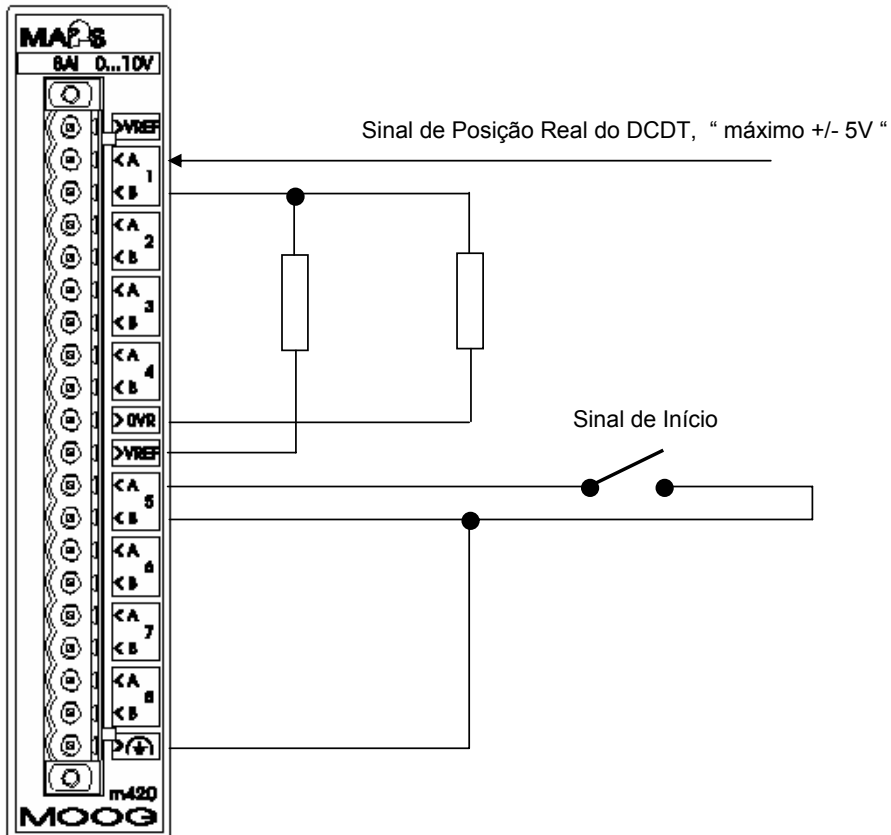 MAPS
8AI 0...10V
>VREF
Sinal de Posição Real do DCDT, “ máximo +/- 5V “
<A
1
<B
<A
2
<B
<A
3
<B
<A
4
<B
>0VR
Sinal de Início
>VREF
<A
5
<B
<A
6
<B
<A
7
<B
<A
8
<B
>
m420
MOOG